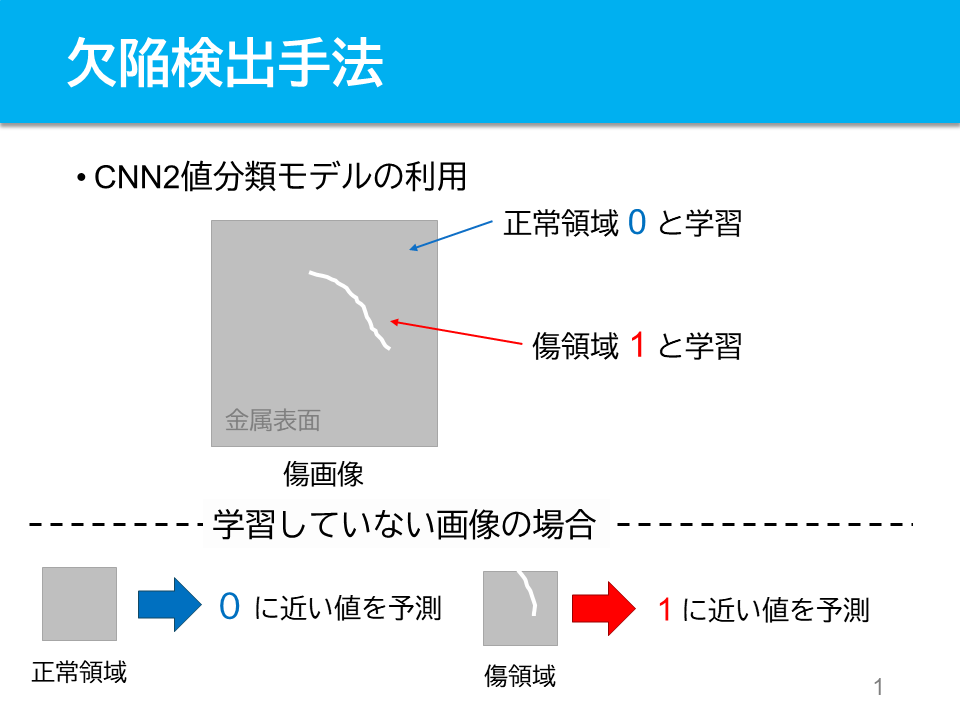 欠陥検出手法
• CNN2値分類モデルの利用
正常領域 0 と学習
傷領域 1 と学習
金属表面
傷画像
学習していない画像の場合
0 に近い値を予測
1 に近い値を予測
正常領域
傷領域
1